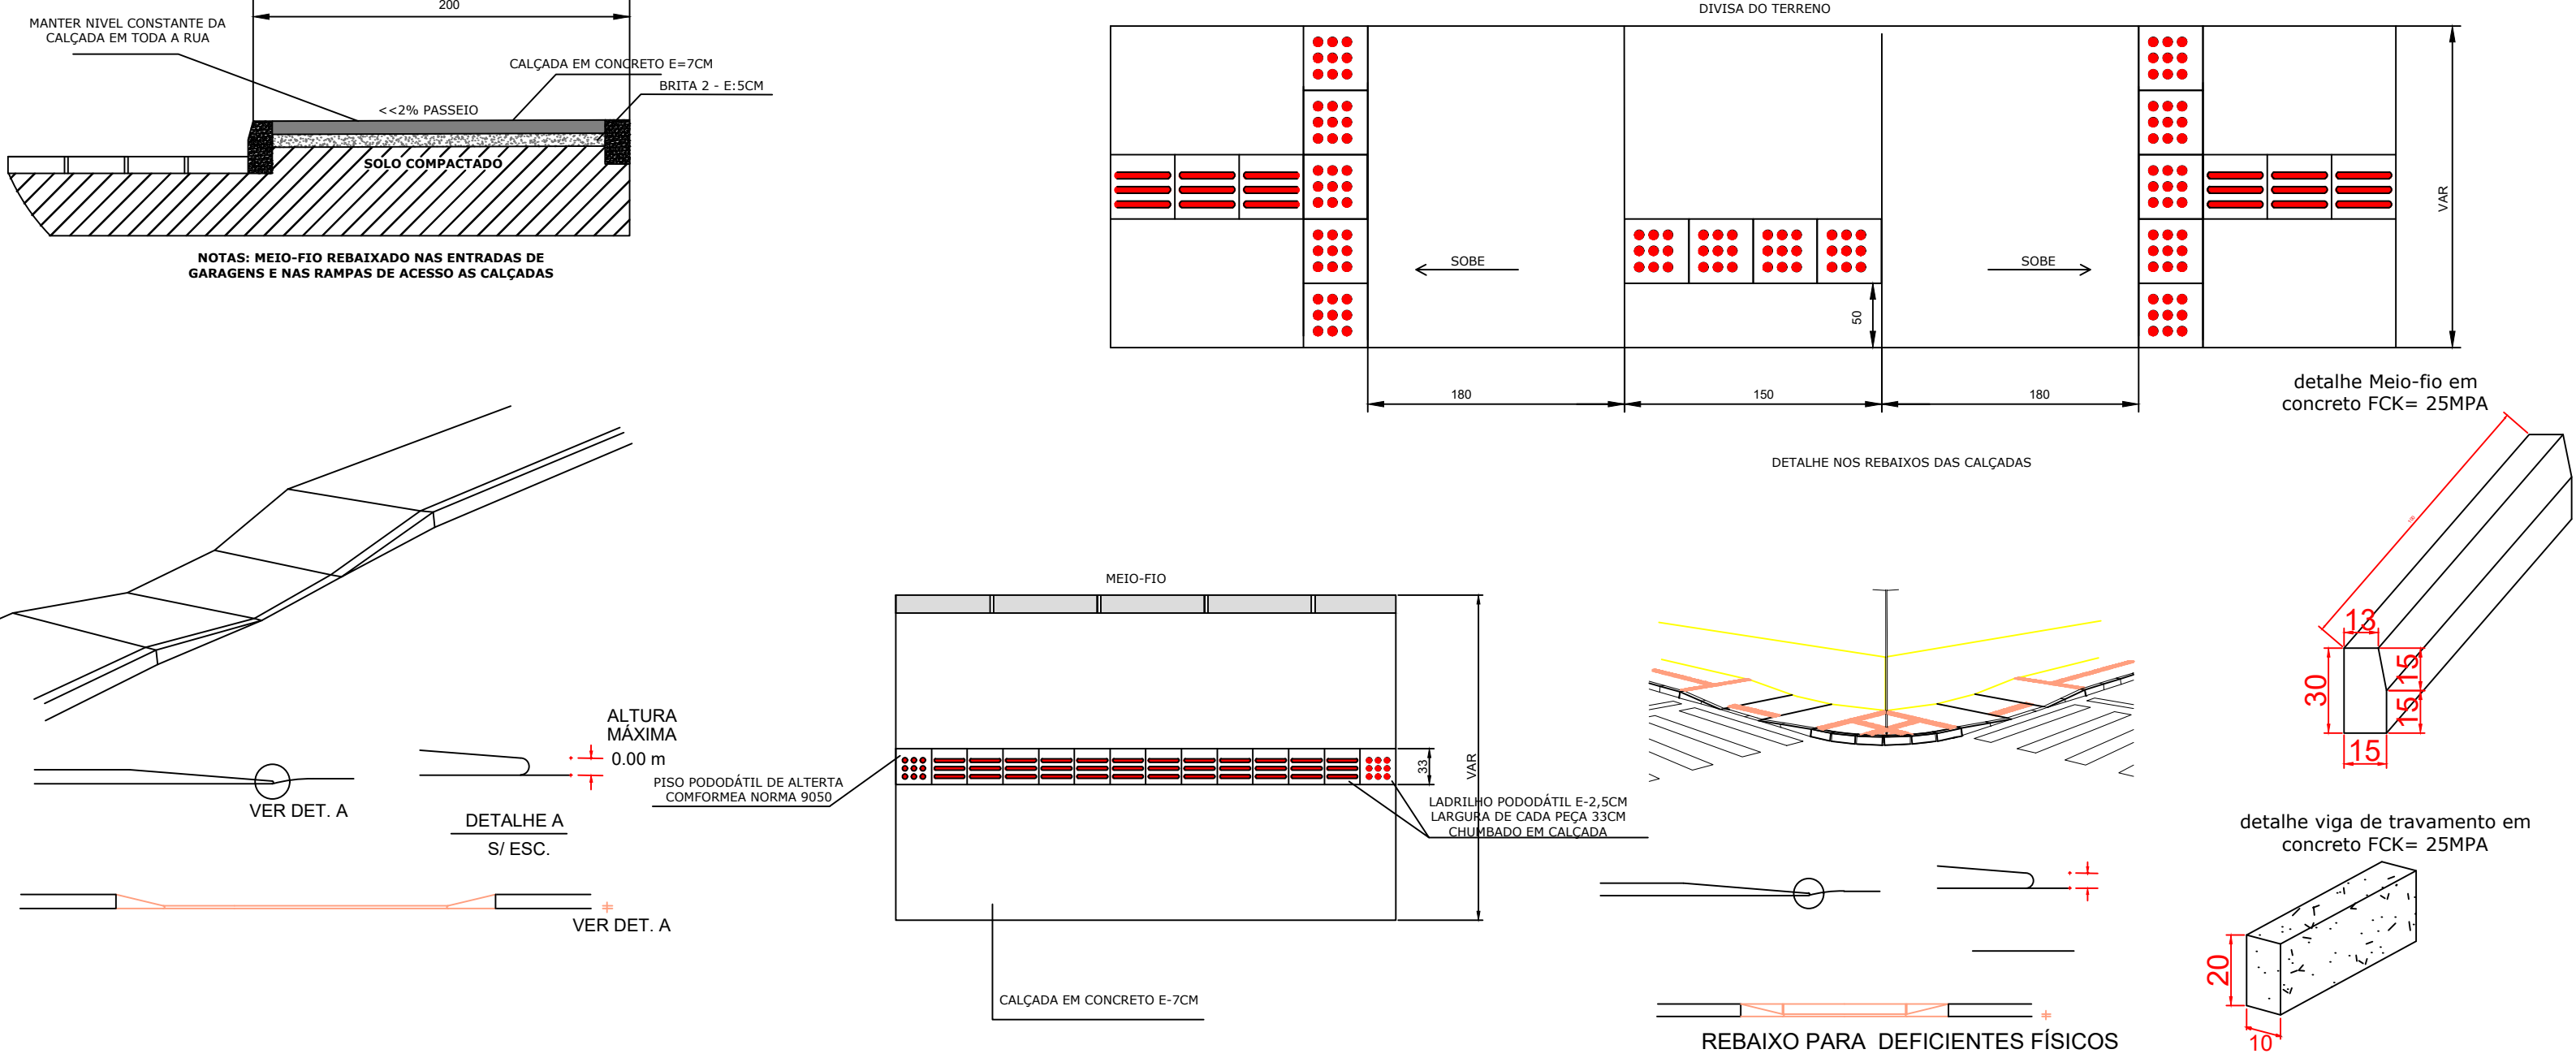 200
MANTER NIVEL CONSTANTE DA
CALÇADA EM TODA A RUA
CALÇADA EM CONCRETO E=7CM
BRITA 2 - E:5CM
<<2% PASSEIO
SOLO COMPACTADO
NOTAS: MEIO-FIO REBAIXADO NAS ENTRADAS DE
GARAGENS E NAS RAMPAS DE ACESSO AS CALÇADAS
DIVISA DO TERRENO
VAR
SOBE
SOBE
50
180
150
180
DETALHE NOS REBAIXOS DAS CALÇADAS
detalhe Meio-fio em
concreto FCK= 25MPA
13
30
15
15
15
ALTURA
MÁXIMA
0.00 m
VER DET. A
DETALHE A
S/ ESC.
VER DET. A
MEIO-FIO
33
VAR
PISO PODODÁTIL DE ALTERTA
COMFORMEA NORMA 9050
LADRILHO PODODÁTIL E-2,5CM
LARGURA DE CADA PEÇA 33CM
CHUMBADO EM CALÇADA
CALÇADA EM CONCRETO E-7CM
detalhe viga de travamento em
concreto FCK= 25MPA
20
10
REBAIXO PARA DEFICIENTES FÍSICOS